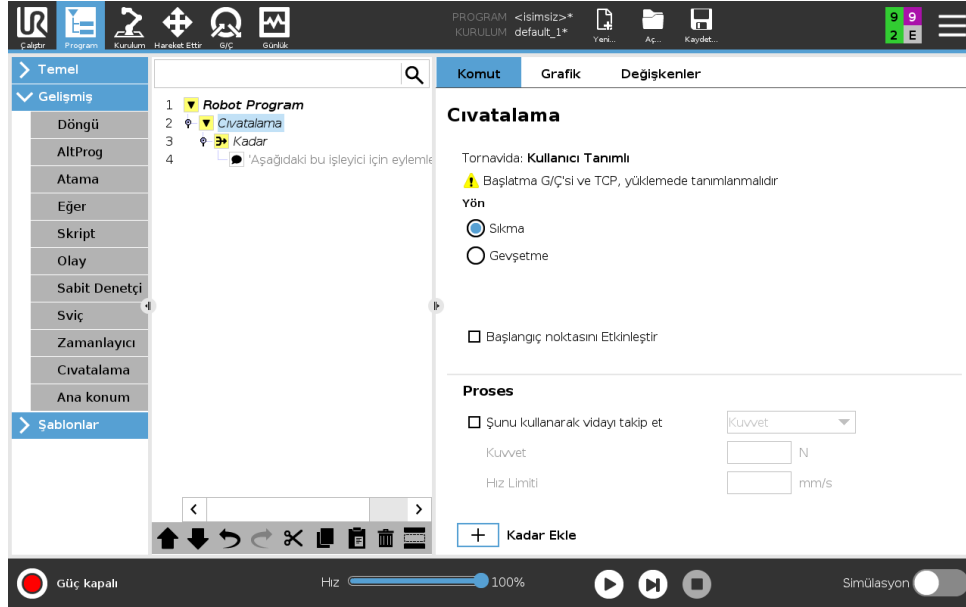 UR
PROGRAM <isimsiz>*
KURULUM default_1*
Çalıştır Program Kurulum Hareket Ettir G/Ç Günlük
Yeni... Aç... Kaydet...
9 9
2 E
Temel
Gelişmiş
Döngü
AltProg
Atama
Eğer
Skript
Olay
Sabit Denetçi
Sviç
Zamanlayıcı
Cıvatalama
Ana konum
Şablonlar
1 Robot Program
2 Cıvatalama
3 Kadar
4 'Aşağıdaki bu işleyici için eylemle
Komut Grafik Değişkenler
Cıvatalama
Tornavida: Kullanıcı Tanımlı
Başlatma G/Ç'si ve TCP, yüklemede tanımlanmalıdır
Yön
Sıkma
Gevşetme
Başlangıç noktasını Etkinleştir
Proses
Şunu kullanarak vidayı takip et Kuvvet
Kuvvet N
Hız Limiti mm/s
Kadar Ekle
Güç kapalı
Hız 100%
Simülasyon